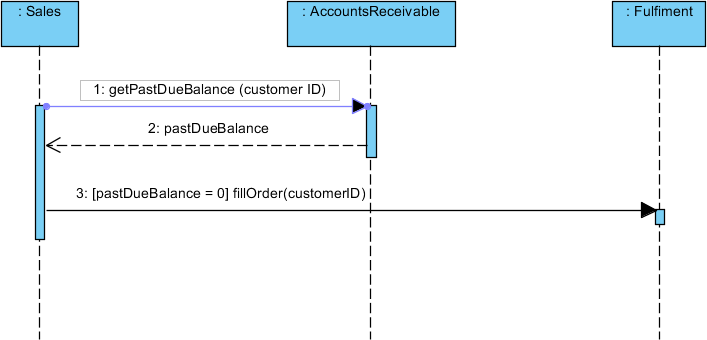 : Sales
: AccountsReceivable
: Fulfiment
1: getPastDueBalance (customer ID)
2: pastDueBalance
3: [pastDueBalance = 0] fillOrder(customerID)